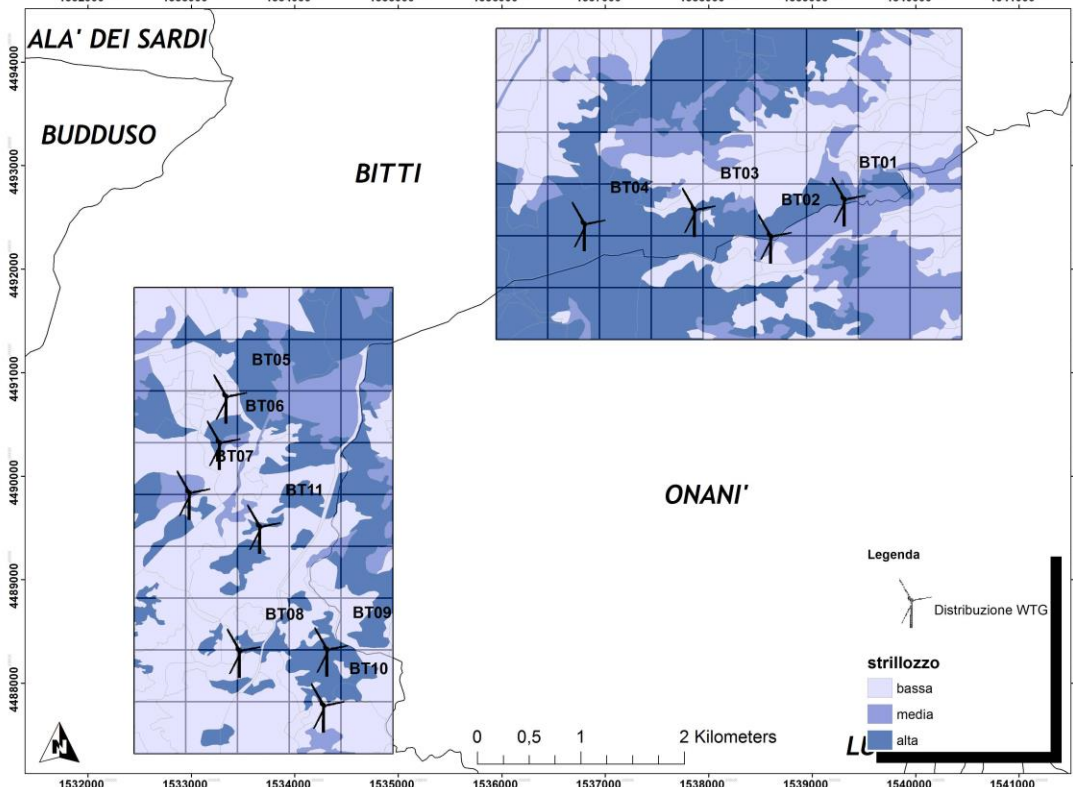 ALA' DEI SARDI
BUDDUSO
BITTI
BT01
BT03
BT04
BT02
4494000
4493000
4492000
4491000
4490000
4489000
4488000
BT05
BT06
BT07
BT11
ONANI'
BT08
BT09
BT10
Legenda
Distribuzione WTG
strillozzo
bassa
media
alta
0 0,5 1 2 Kilometers
N
1532000 1533000 1534000 1535000 1536000 1537000 1538000 1539000 1540000 1541000